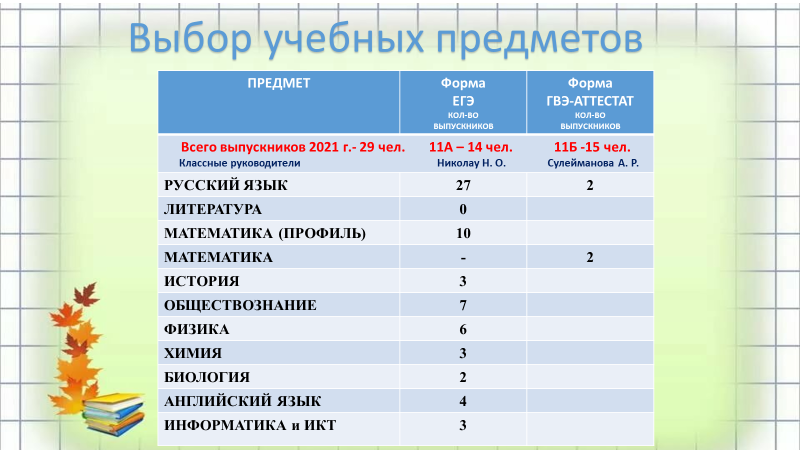 Выбор учебных предметов
ПРЕДМЕТ Форма ЕГЭ кол-во выпускников Форма ГВЭ-АТТЕСТАТ кол-во выпускников
Всего выпускников 2021 г.- 29 чел. 11А – 14 чел. 11Б -15 чел.
Классные руководители Николау Н. О. Сулейманова А. Р.
РУССКИЙ ЯЗЫК 27 2
ЛИТЕРАТУРА 0
МАТЕМАТИКА (ПРОФИЛЬ) 10
МАТЕМАТИКА - 2
ИСТОРИЯ 3
ОБЩЕСТВОЗНАНИЕ 7
ФИЗИКА 6
ХИМИЯ 3
БИОЛОГИЯ 2
АНГЛИЙСКИЙ ЯЗЫК 4
ИНФОРМАТИКА и ИКТ 3